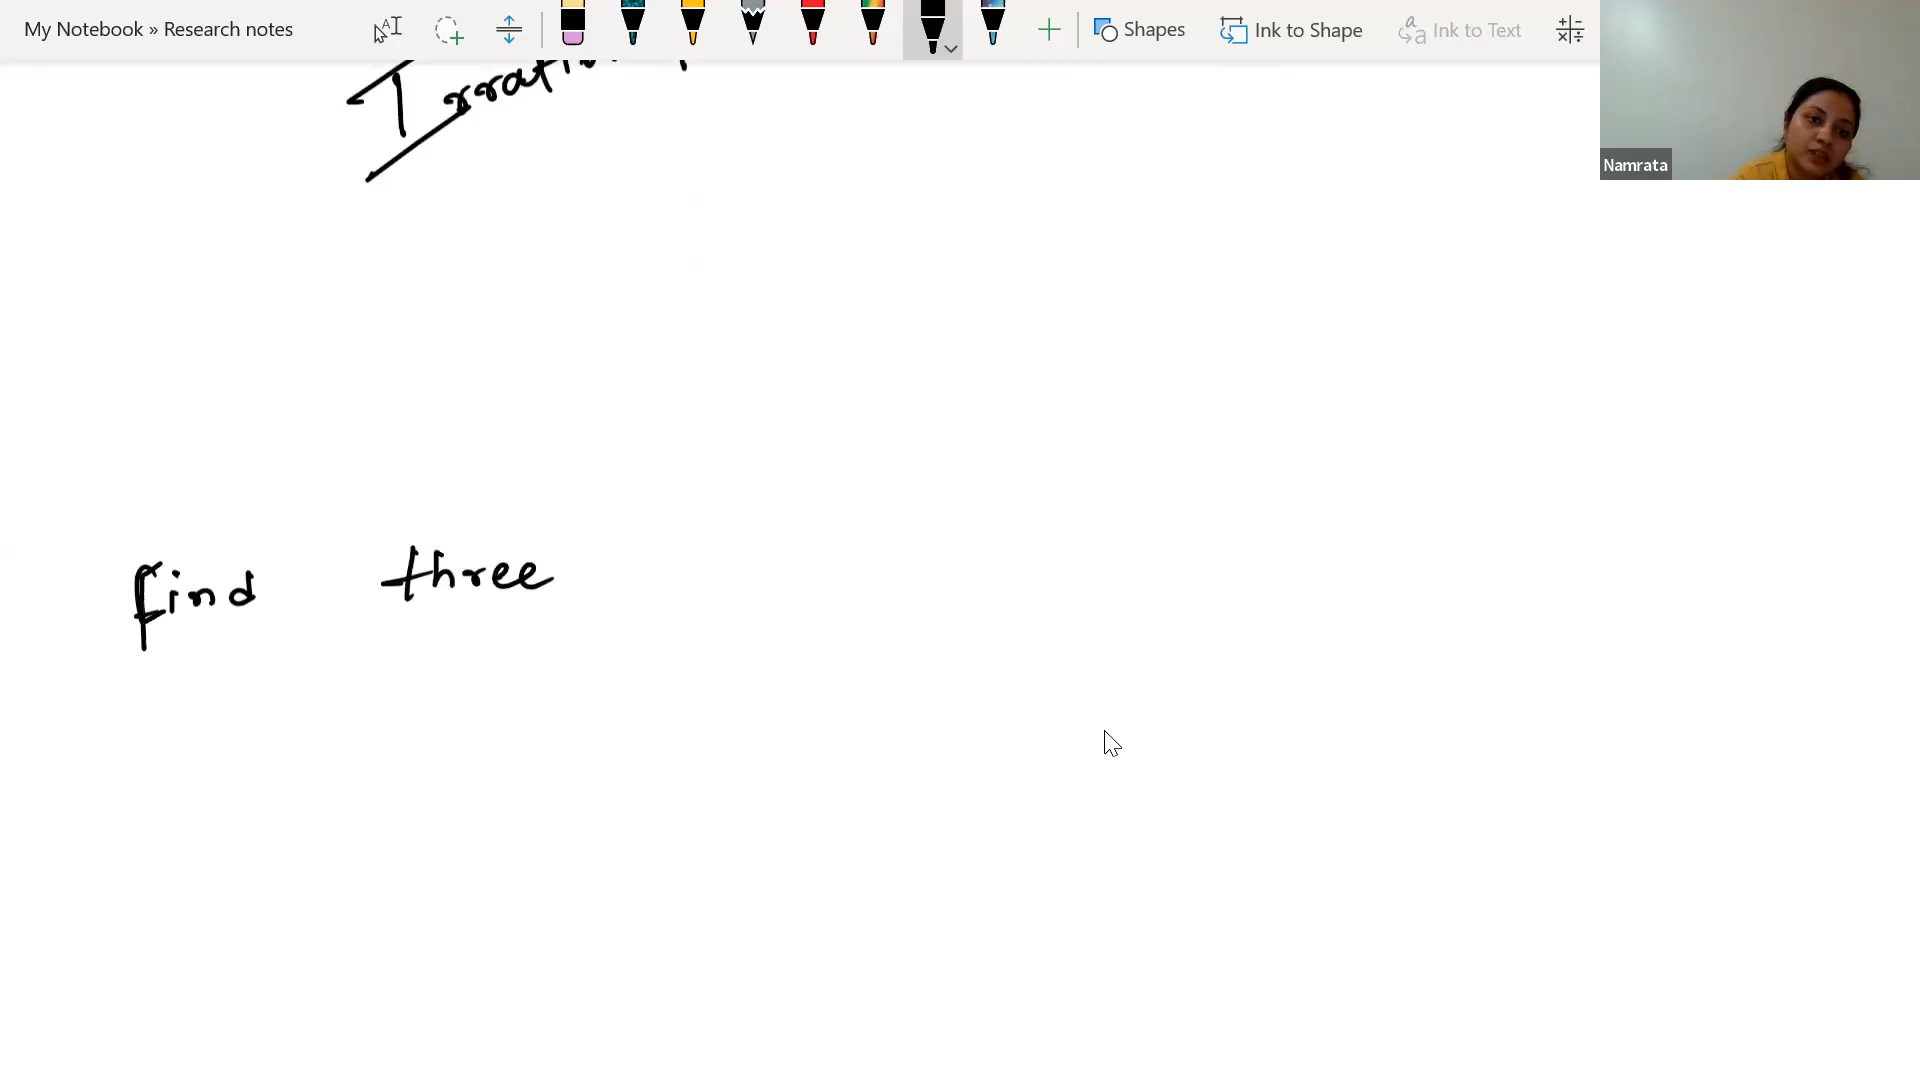 My Notebook » Research notes
Shapes
Ink to Shape
Ink to Text
Namrata
find three